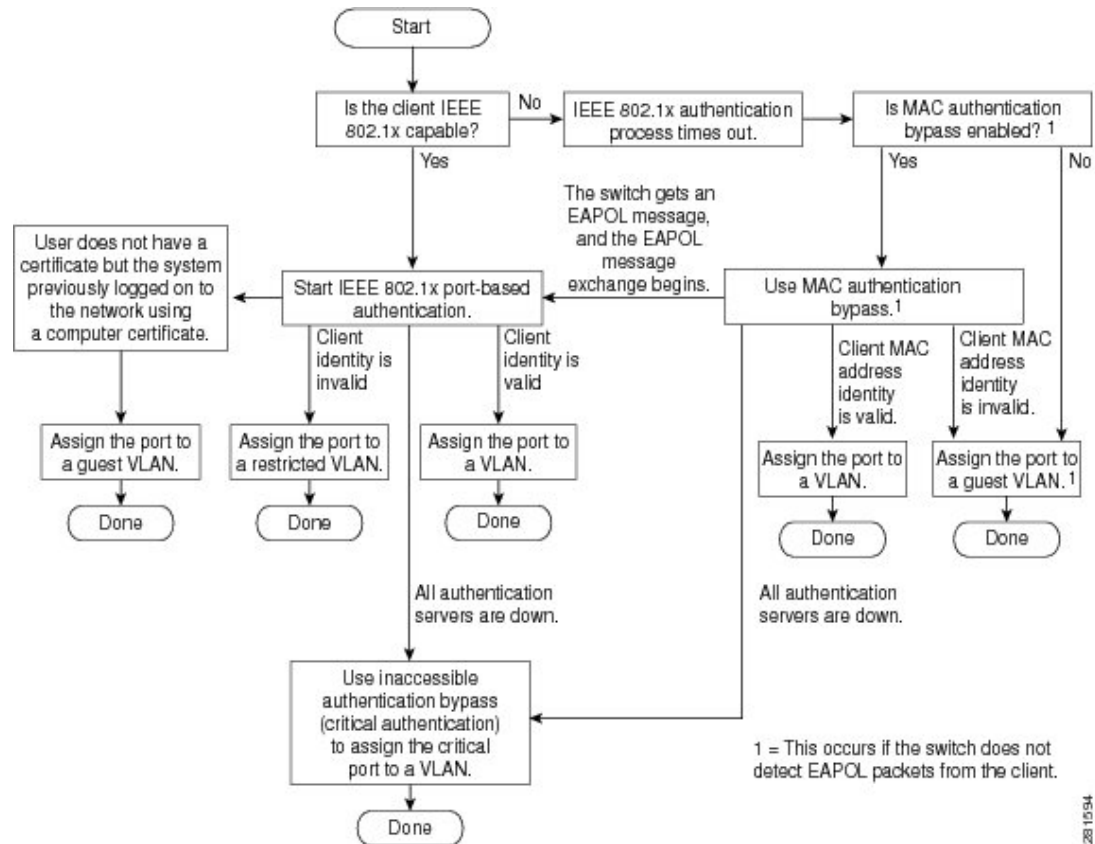 Start
Is the client IEEE
802.1x capable?
No
IEEE 802.1x authentication
process times out.
Is MAC authentication
bypass enabled? 1
Yes
Yes
No
The switch gets an
EAPOL message,
and the EAPOL
message
exchange begins.
User does not have a
certificate but the system
previously logged on to
the network using
a computer certificate.
Start IEEE 802.1x port-based
authentication.
Use MAC authentication
bypass.1
Client
identity is
invalid
Client
identity is
valid
Client MAC
address
identity
is valid.
Client MAC
address
identity
is invalid.
Assign the port to
a guest VLAN.
Assign the port to
a restricted VLAN.
Assign the port to
a VLAN.
Assign the port to
a VLAN.
Assign the port to
a guest VLAN.1
Done
Done
Done
Done
Done
All authentication
servers are down.
All authentication
servers are down.
Use inaccessible
authentication bypass
(critical authentication)
to assign the critical
port to a VLAN.
1 = This occurs if the switch does not
detect EAPOL packets from the client.
Done
281594